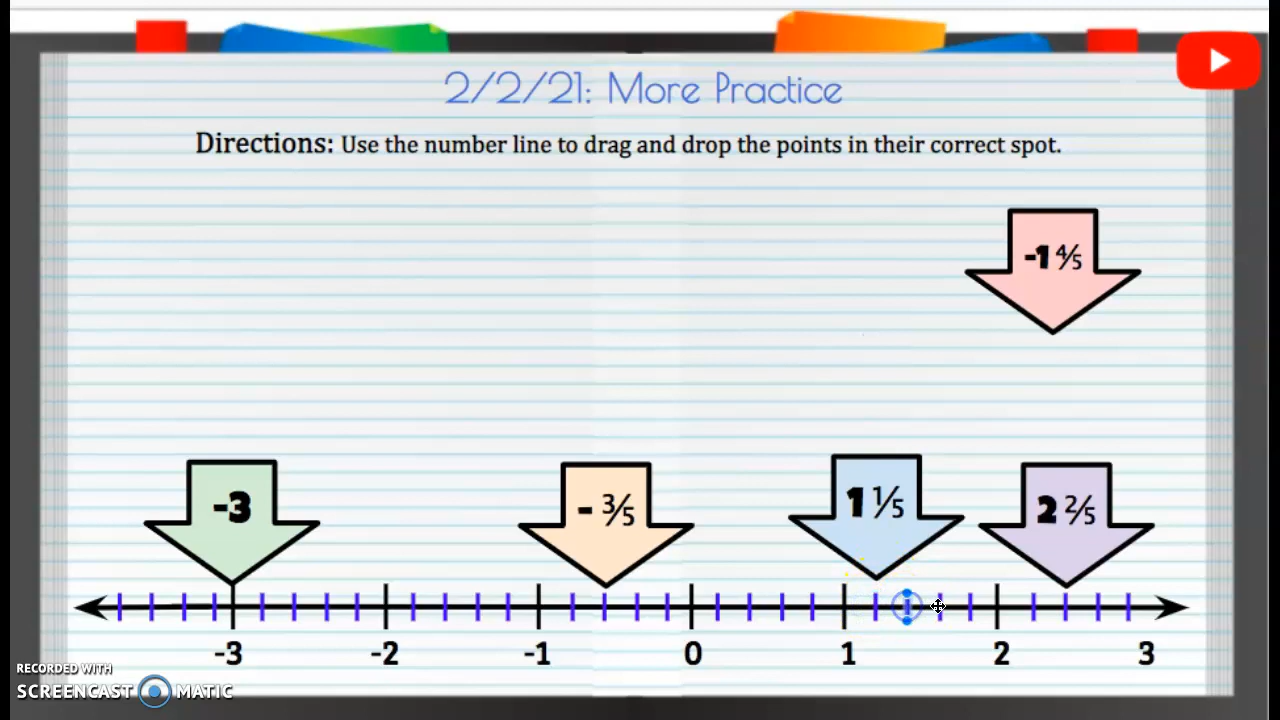 2/2/21: More Practice
Directions: Use the number line to drag and drop the points in their correct spot.
-1 ⅘
-3
- ⅗
1 ⅕
2 ⅖
-3 -2 -1 0 1 2 3
RECORDED WITH
SCREENCAST MATIC